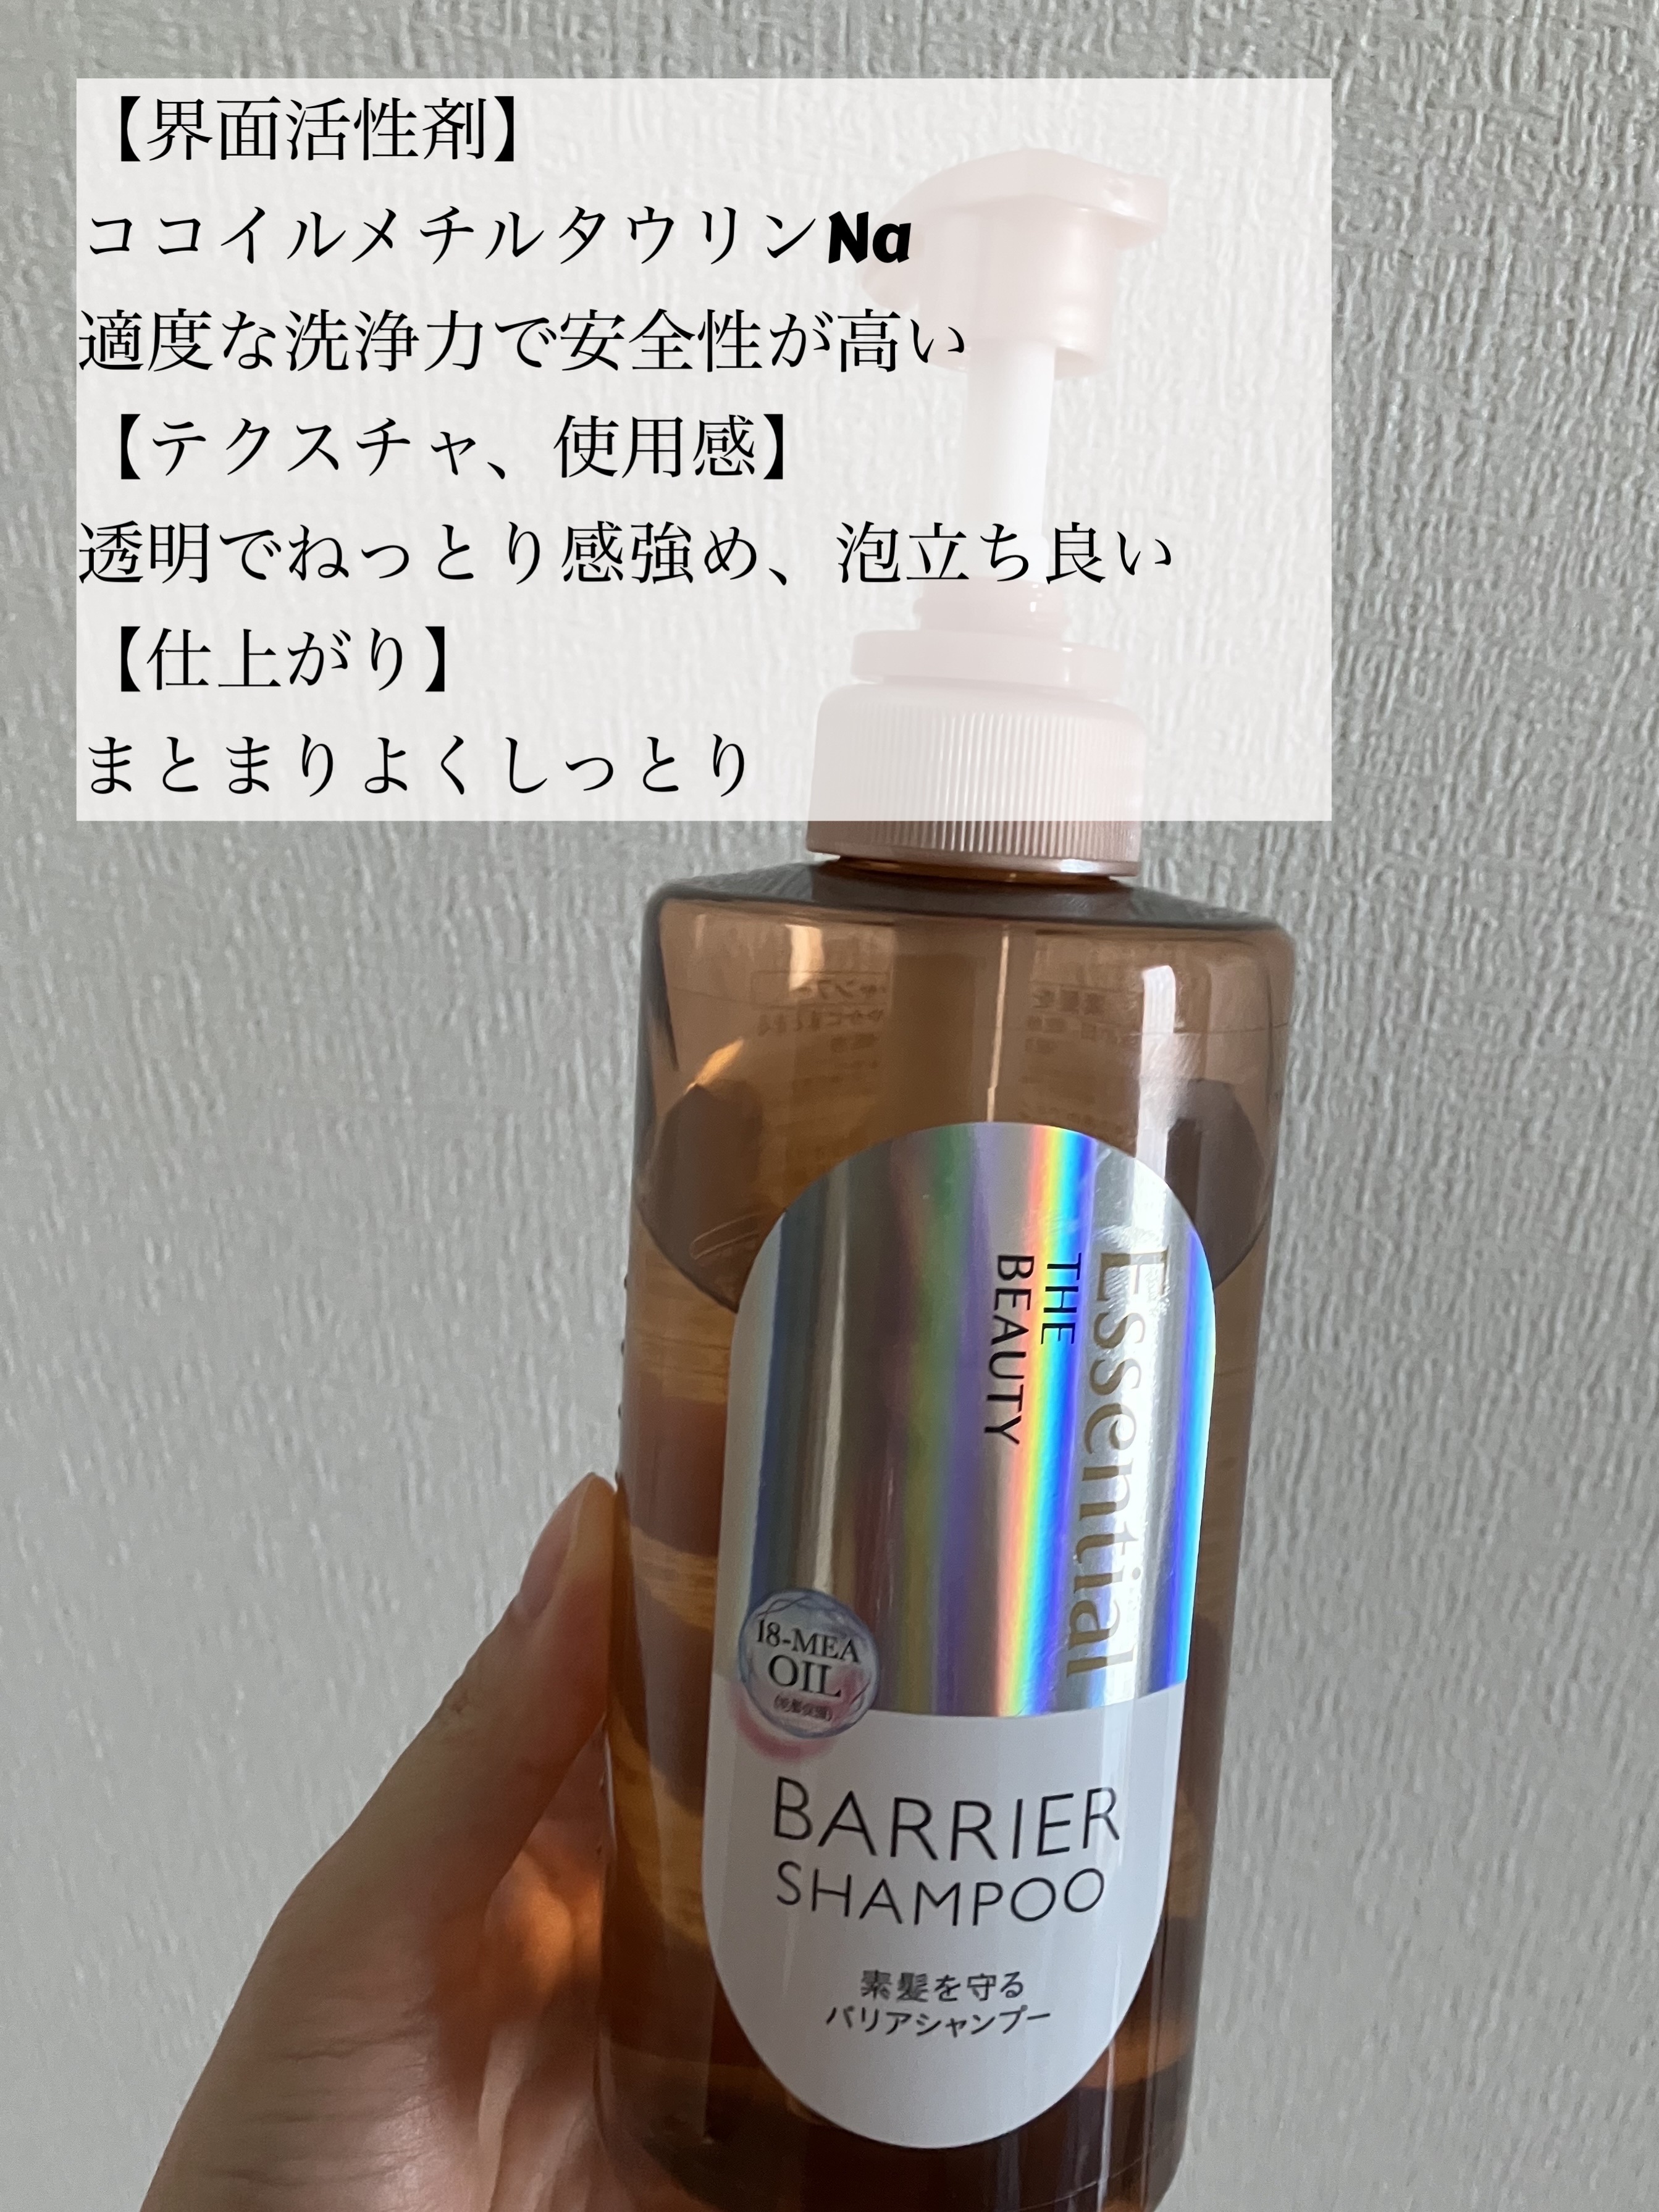 【界面活性剤】
ココイルメチルタウリンNa
適度な洗浄力で安全性が高い
【テクスチャ、使用感】
透明でねっとり感強め、泡立ち良い
【仕上がり】
まとまりよくしっとり
Essential
THE
BEAUTY
18-MEA
OIL
BARRIER
SHAMPOO
素髪を守る
バリアシャンプー